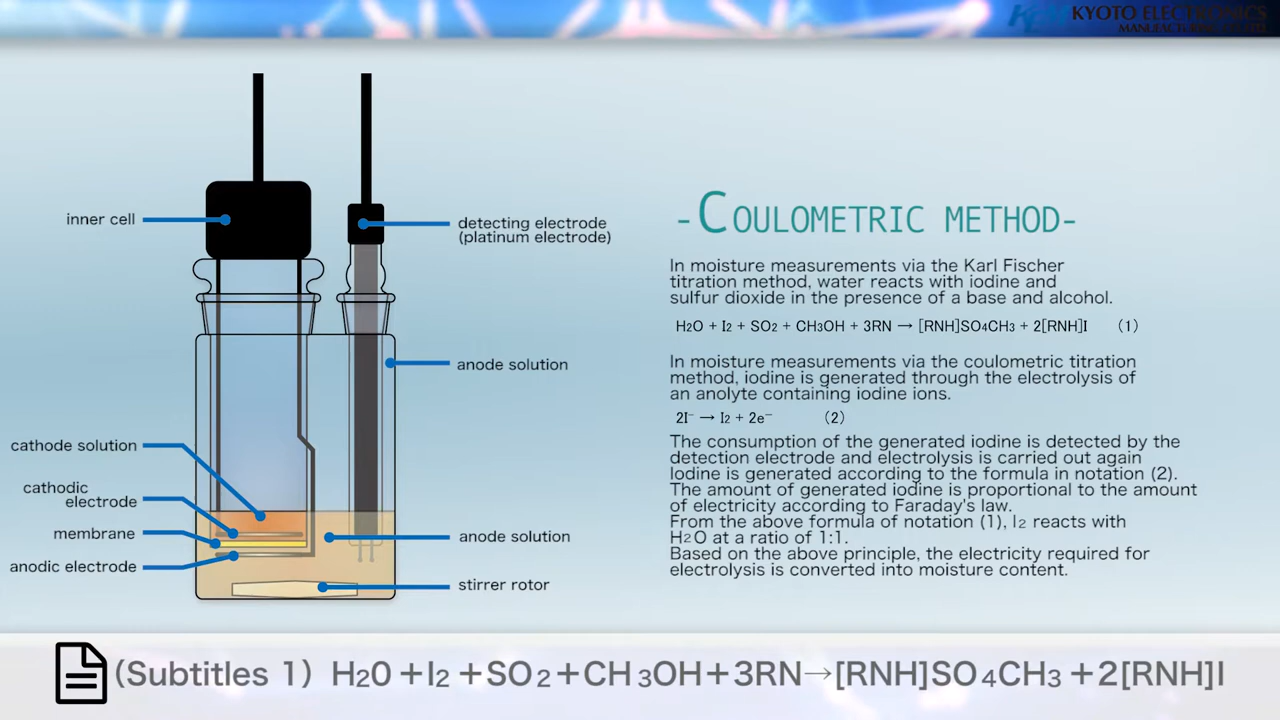 KYOTO ELECTRONICS
inner cell
detecting electrode
(platinum electrode)
anode solution
cathode solution
cathodic
electrode
membrane
anodic electrode
anode solution
stirrer rotor
-COULOMETRIC METHOD-
In moisture measurements via the Karl Fischer
titration method, water reacts with iodine and
sulfur dioxide in the presence of a base and alcohol.
H2O + I2 + SO2 + CH3OH + 3RN → [RNH]SO4CH3 + 2[RNH]I (1)
In moisture measurements via the coulometric titration
method, iodine is generated through the electrolysis of
an anolyte containing iodine ions.
2I⁻ → I2 + 2e⁻ (2)
The consumption of the generated iodine is detected by the
detection electrode and electrolysis is carried out again
Iodine is generated according to the formula in notation (2).
The amount of generated iodine is proportional to the amount
of electricity according to Faraday's law.
From the above formula of notation (1), I2 reacts with
H2O at a ratio of 1:1.
Based on the above principle, the electricity required for
electrolysis is converted into moisture content.
(Subtitles 1) H2O+I2+SO2+CH3OH+3RN→[RNH]SO4CH3+2[RNH]I